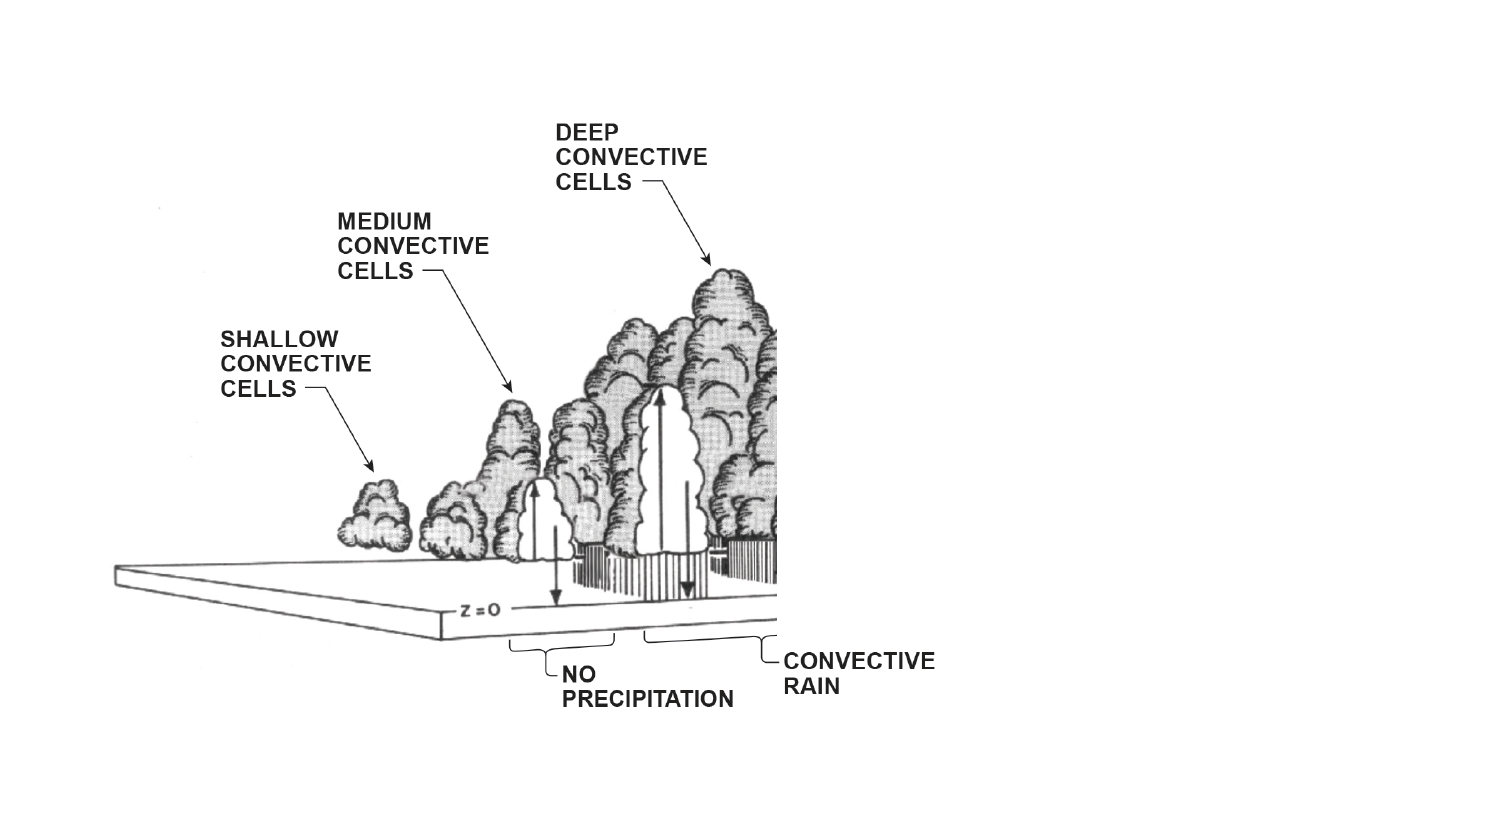 DEEP
CONVECTIVE
CELLS
MEDIUM
CONVECTIVE
CELLS
SHALLOW
CONVECTIVE
CELLS
Z=O
NO
PRECIPITATION
CONVECTIVE
RAIN